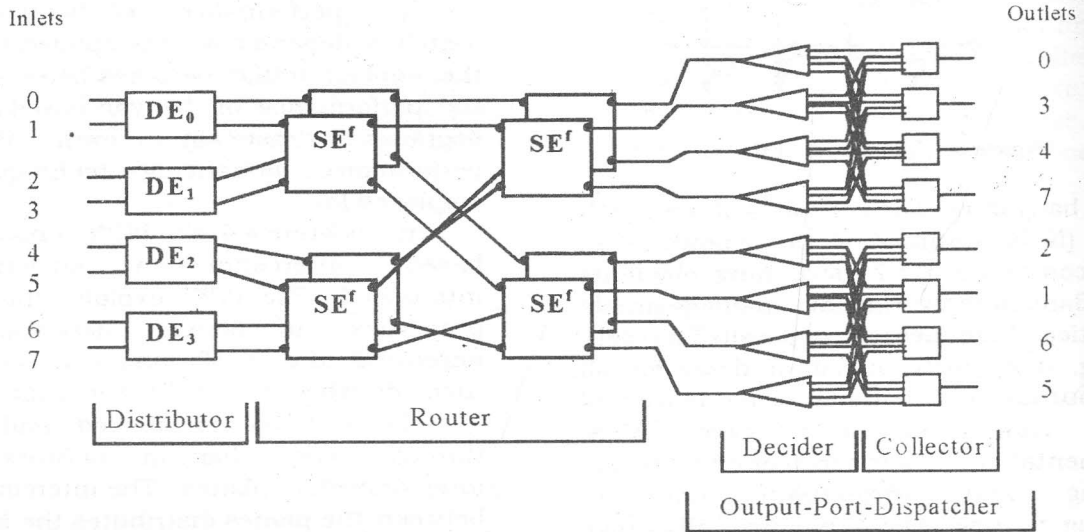 Inlets
Outlets
0
1
2
3
4
5
6
7
DE0
DE1
DE2
DE3
SEf
SEf
SEf
SEf
0
3
4
7
2
1
6
5
Distributor
Router
Decider
Collector
Output-Port-Dispatcher